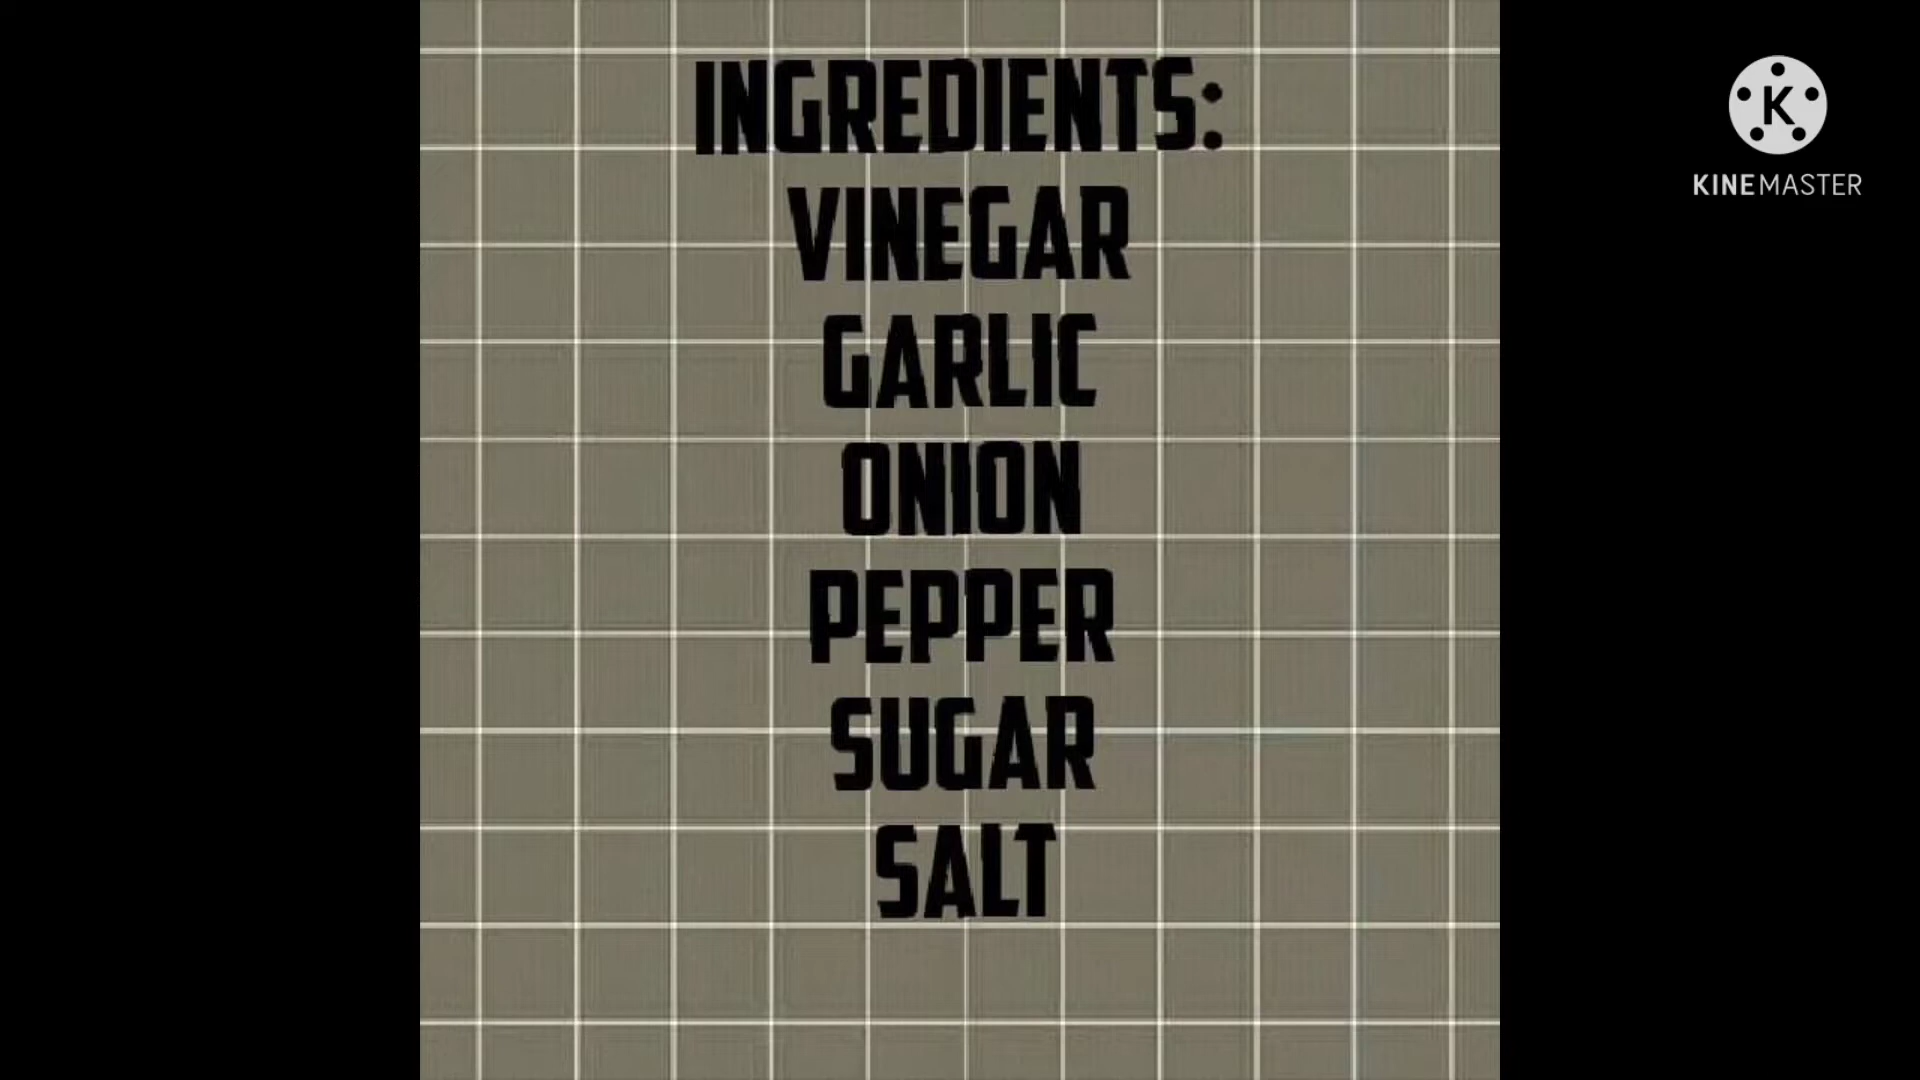 INGREDIENTS:
VINEGAR
GARLIC
ONION
PEPPER
SUGAR
SALT
K
KINEMASTER